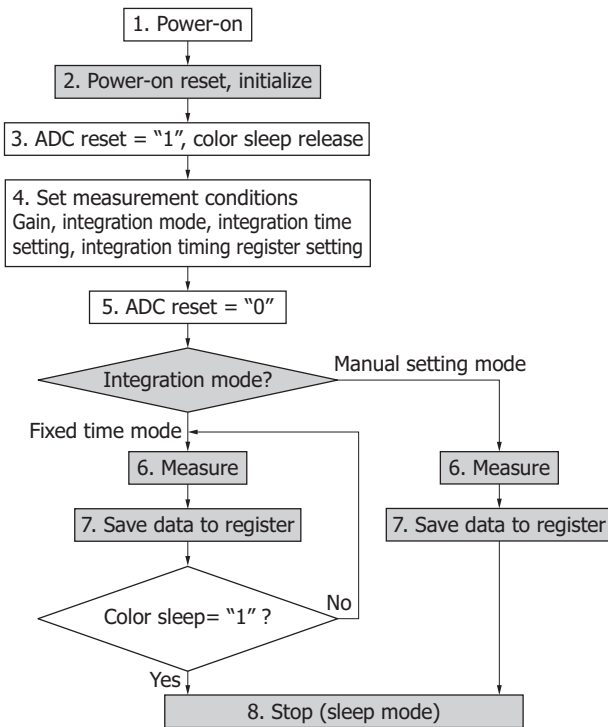 1. Power-on
2. Power-on reset, initialize
3. ADC reset = “1”, color sleep release
4. Set measurement conditions
Gain, integration mode, integration time
setting, integration timing register setting
5. ADC reset = “0”
Integration mode?
Manual setting mode
Fixed time mode
6. Measure
6. Measure
7. Save data to register
7. Save data to register
Color sleep= “1” ?
No
Yes
8. Stop (sleep mode)